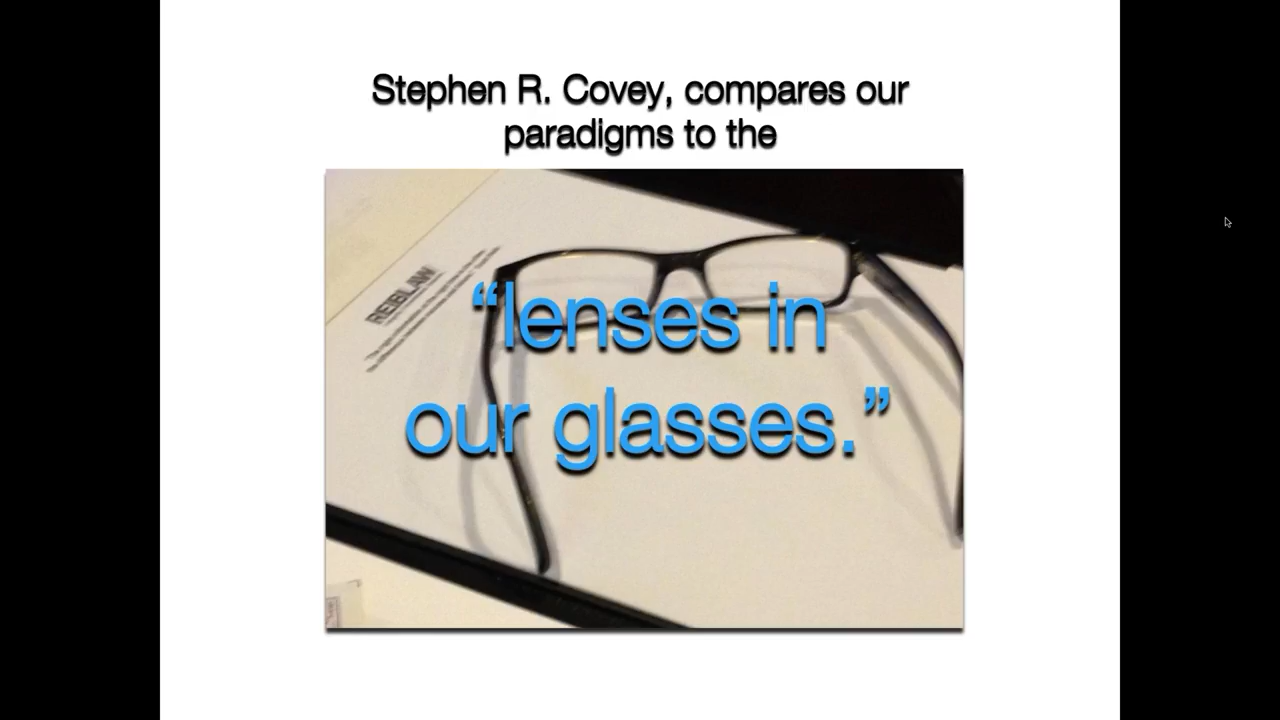 Stephen R. Covey, compares our
paradigms to the
REBLAW
“lenses in
our glasses.”